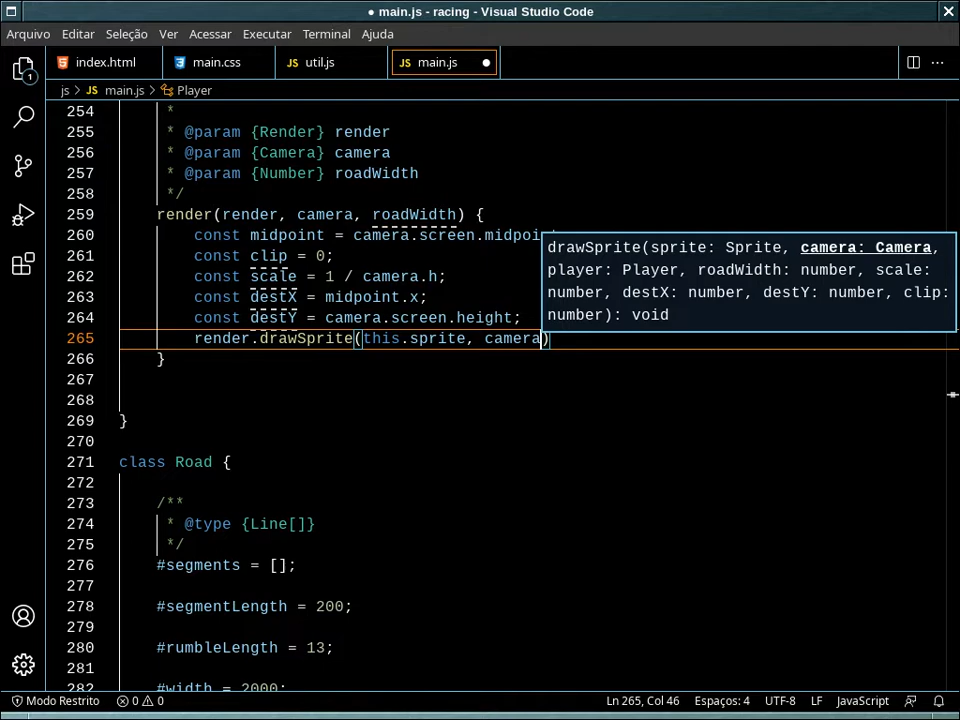 ● main.js - racing - Visual Studio Code
Arquivo Editar Seleção Ver Acessar Executar Terminal Ajuda
1
index.html main.css JS util.js JS main.js ●
js > JS main.js > Player
254 *
255 * @param {Render} render
256 * @param {Camera} camera
257 * @param {Number} roadWidth
258 */
259 render(render, camera, roadWidth) {
260 const midpoint = camera.screen.midpoint
261 const clip = 0;
262 const scale = 1 / camera.h;
263 const destX = midpoint.x;
264 const destY = camera.screen.height;
265 render.drawSprite(this.sprite, camera)
drawSprite(sprite: Sprite, camera: Camera,
player: Player, roadWidth: number, scale:
number, destX: number, destY: number, clip:
number): void
266 }
267
268
269 }
270
271 class Road {
272
273 /**
274 * @type {Line[]}
275 */
276 #segments = [];
277
278 #segmentLength = 200;
279
280 #rumbleLength = 13;
281
282 #width = 2000;
Modo Restrito 0 0 Ln 265, Col 46 Espaços: 4 UTF-8 LF JavaScript